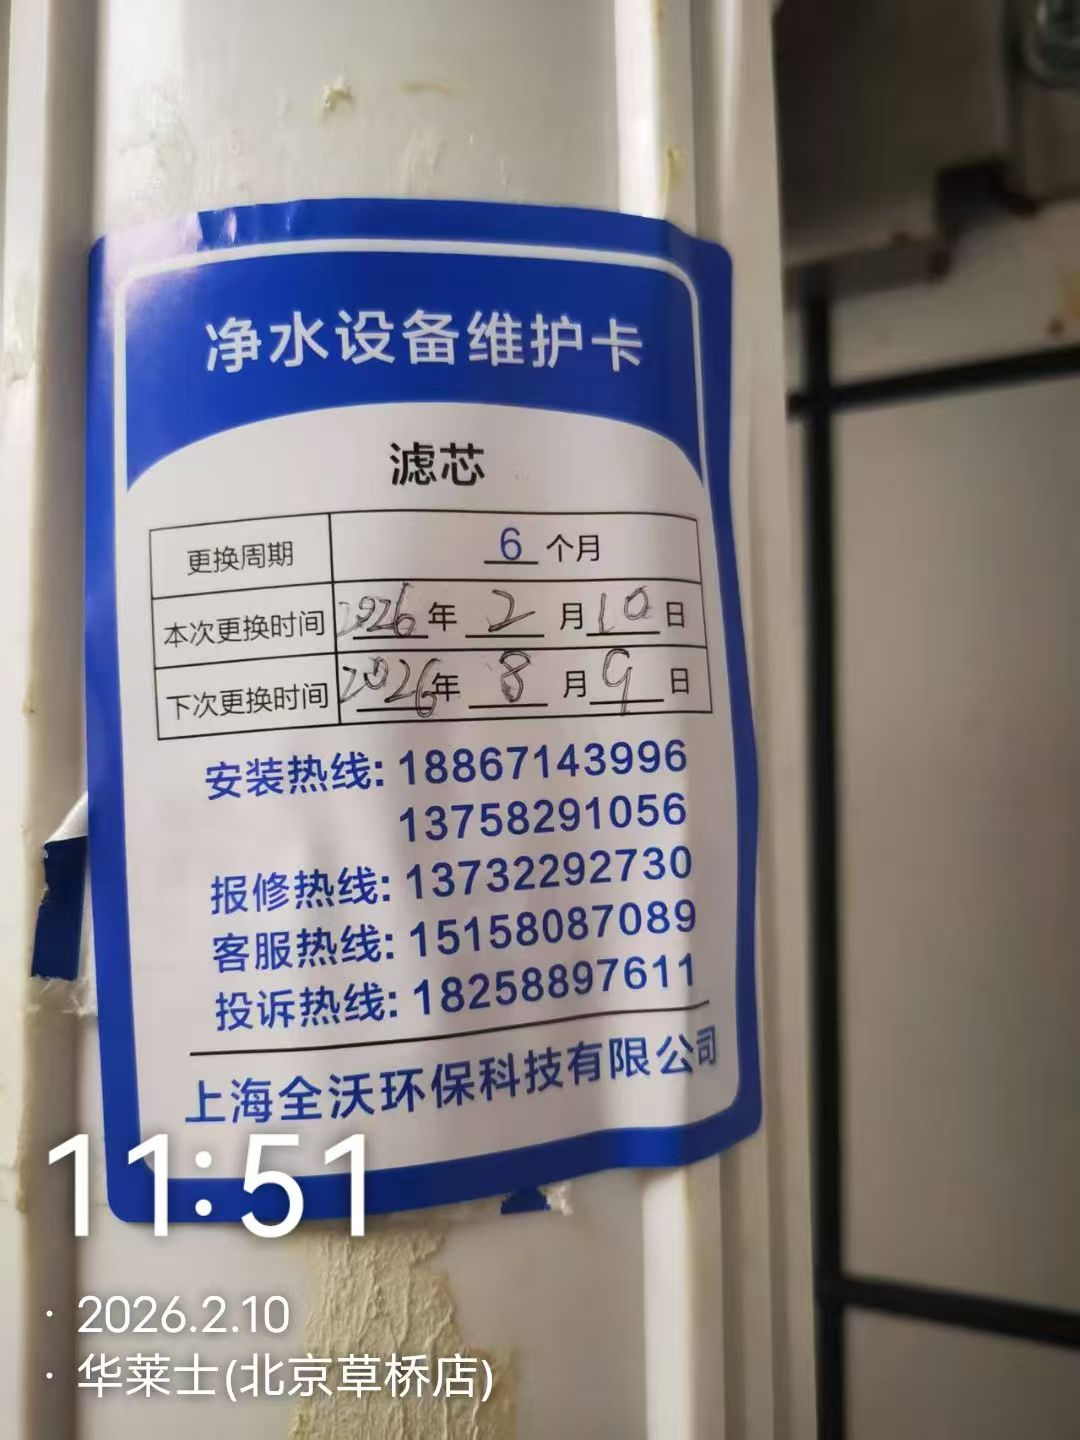 净水设备维护卡
滤芯
更换周期 6 个月
本次更换时间 2026年 2 月 10 日
下次更换时间 2026年 8 月 9 日
安装热线: 18867143996
13758291056
报修热线: 13732292730
客服热线: 15158087089
投诉热线: 18258897611
上海全沃环保科技有限公司
11:51
· 2026.2.10
· 华莱士(北京草桥店)